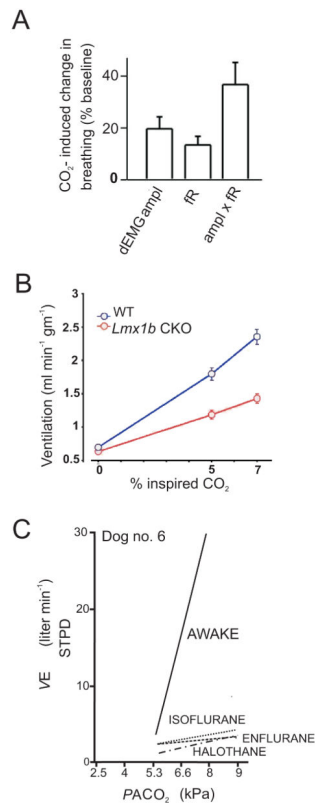 A
CO₂- induced change in
breathing (% baseline)
40
20
0
dEMG ampl
fR
ampl x fR
B
Ventilation (ml min⁻¹ gm⁻¹)
2.5
2
1.5
1
0.5
WT
Lmx1b CKO
0
5
7
% inspired CO₂
C
Dog no. 6
VE
(liter min⁻¹)
STPD
30
20
10
0
AWAKE
ISOFLURANE
ENFLURANE
HALOTHANE
2.5 4 5.3 6.6 7.8 9
PACO₂ (kPa)